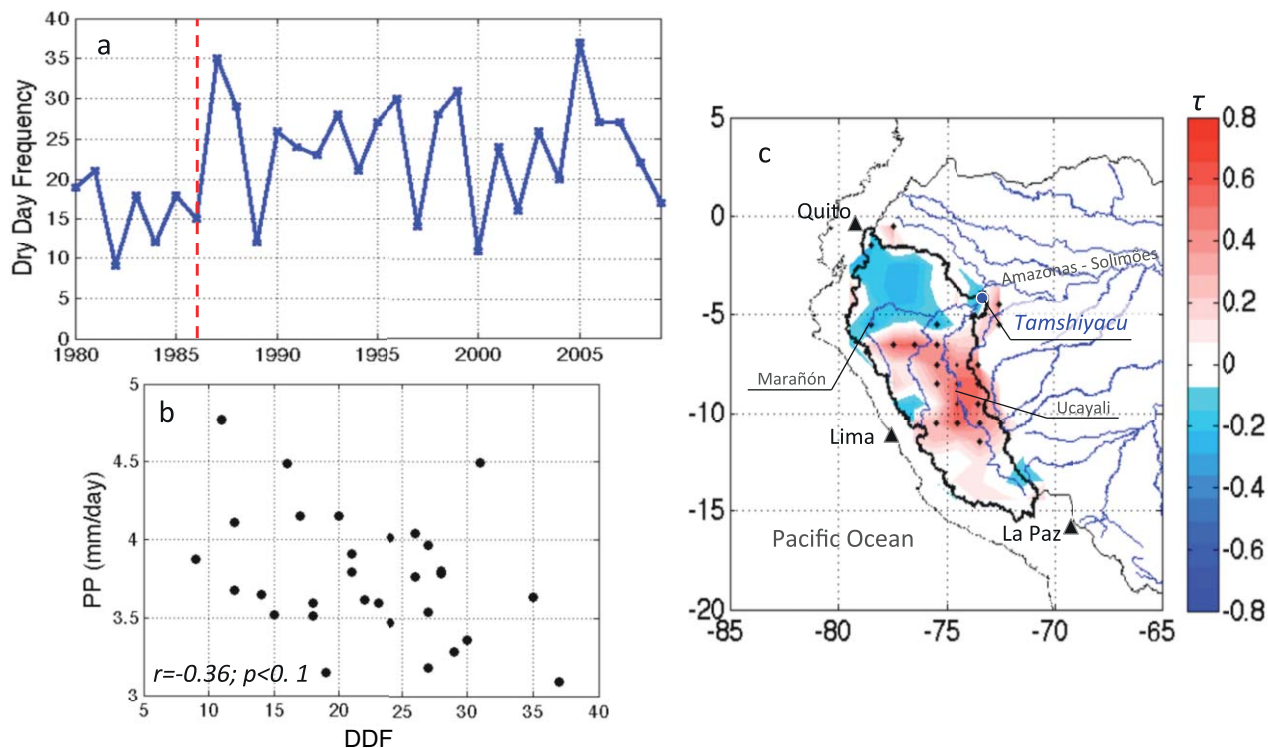 a
Dry Day Frequency
40
35
30
25
20
15
10
5
0
1980 1985 1990 1995 2000 2005
b
PP (mm/day)
5
4.5
4
3.5
3
r=-0.36; p<0. 1
5 10 15 20 25 30 35 40
DDF
c
τ
5
0
-5
-10
-15
-20
-85 -80 -75 -70 -65
Quito
Amazonas - Solimões
Tamshiyacu
Marañón
Ucayali
Lima
La Paz
Pacific Ocean
0.8
0.6
0.4
0.2
0
-0.2
-0.4
-0.6
-0.8